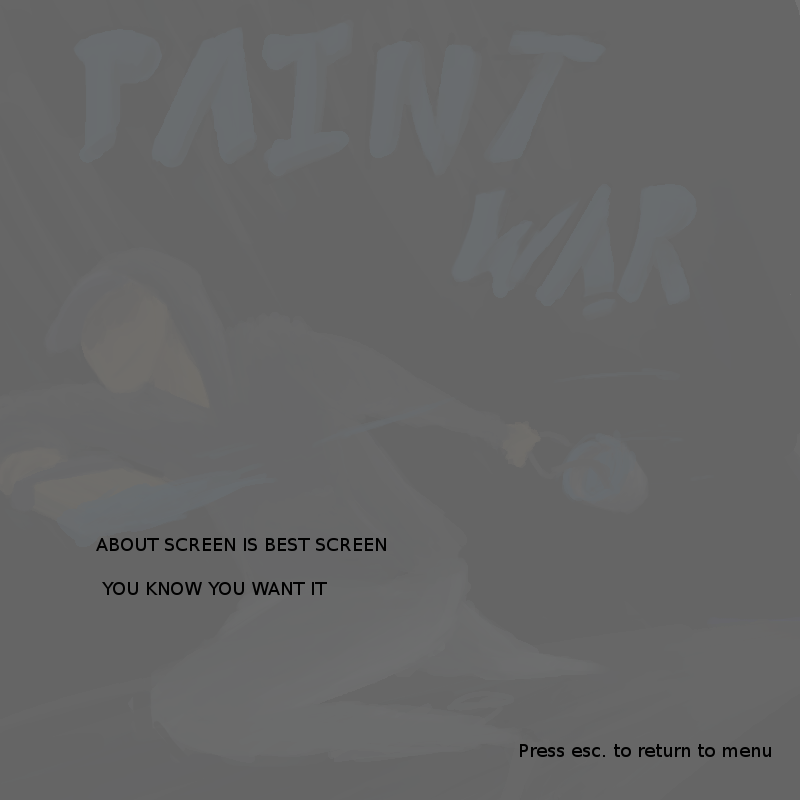 PAINT
WAR
ABOUT SCREEN IS BEST SCREEN
YOU KNOW YOU WANT IT
Press esc. to return to menu